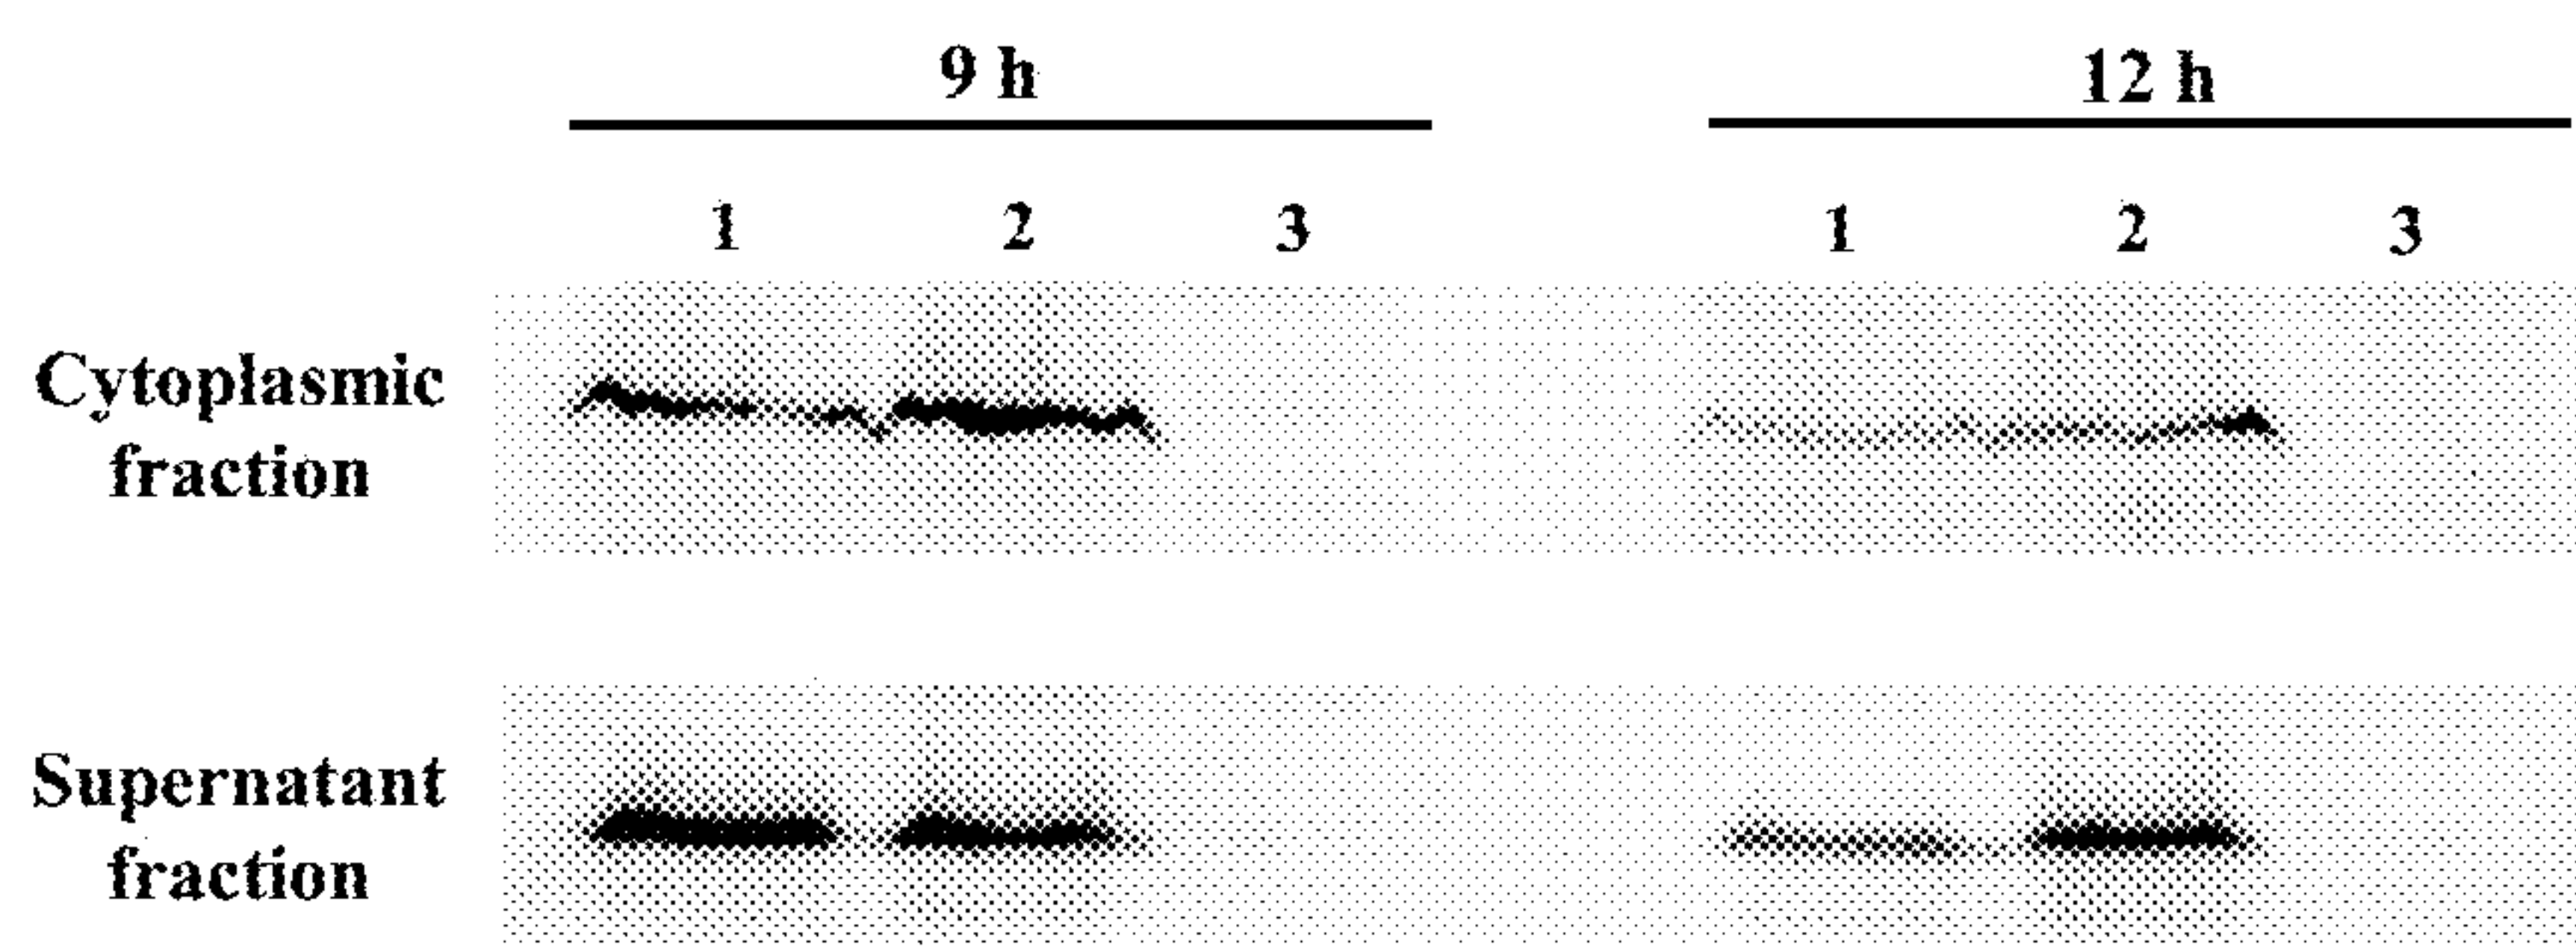 9 h 12 h
1 2 3 1 2 3
Cytoplasmic
fraction
Supernatant
fraction